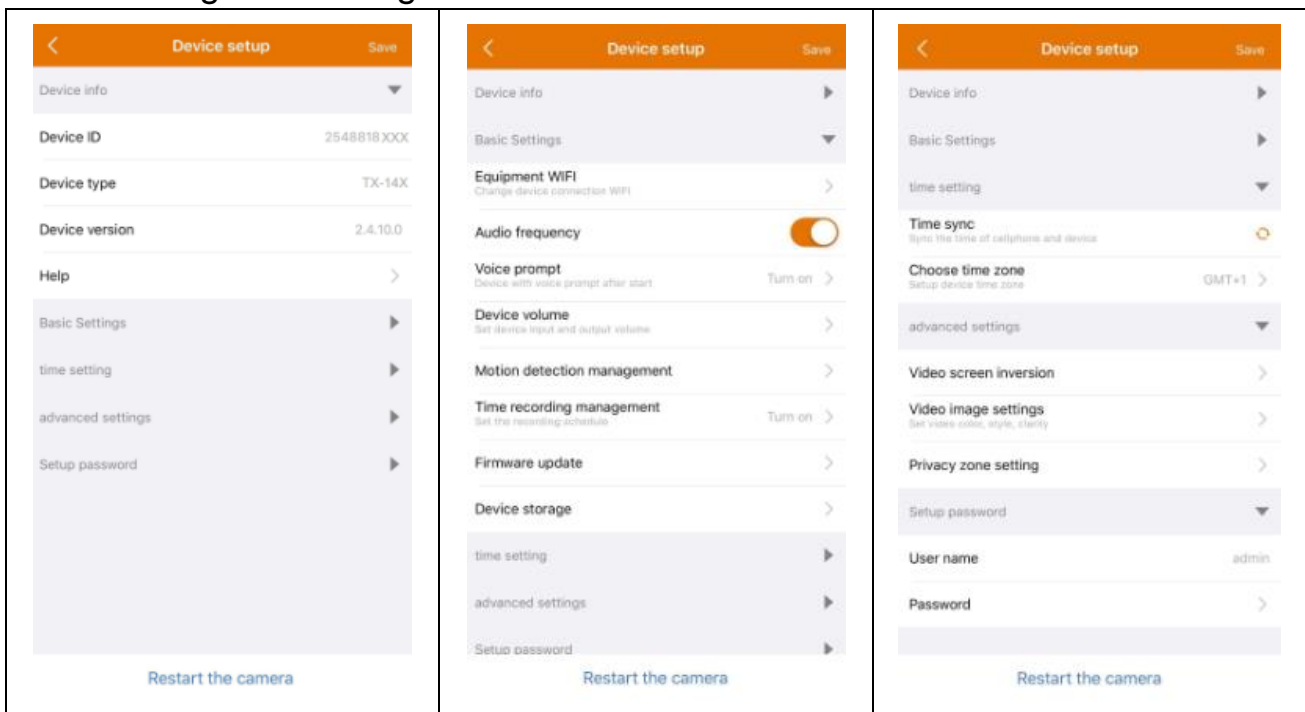 Device setup Save
Device info
Device ID 2548818XXX
Device type TX-14X
Device version 2.4.10.0
Help
Basic Settings
time setting
advanced settings
Setup password
Restart the camera
Device setup Save
Device info
Basic Settings
Equipment WIFI
Change device connection WIFI
Audio frequency
Voice prompt
Device with voice prompt after start
Turn on
Device volume
Set device input and output volume
Motion detection management
Time recording management
Set the recording schedule
Turn on
Firmware update
Device storage
time setting
advanced settings
Setup password
Restart the camera
Device setup Save
Device info
Basic Settings
time setting
Time sync
Sync the time of cellphone and device
Choose time zone
Setup device time zone
GMT+1
advanced settings
Video screen inversion
Video image settings
Set video color, style, clarity
Privacy zone setting
Setup password
User name admin
Password
Restart the camera